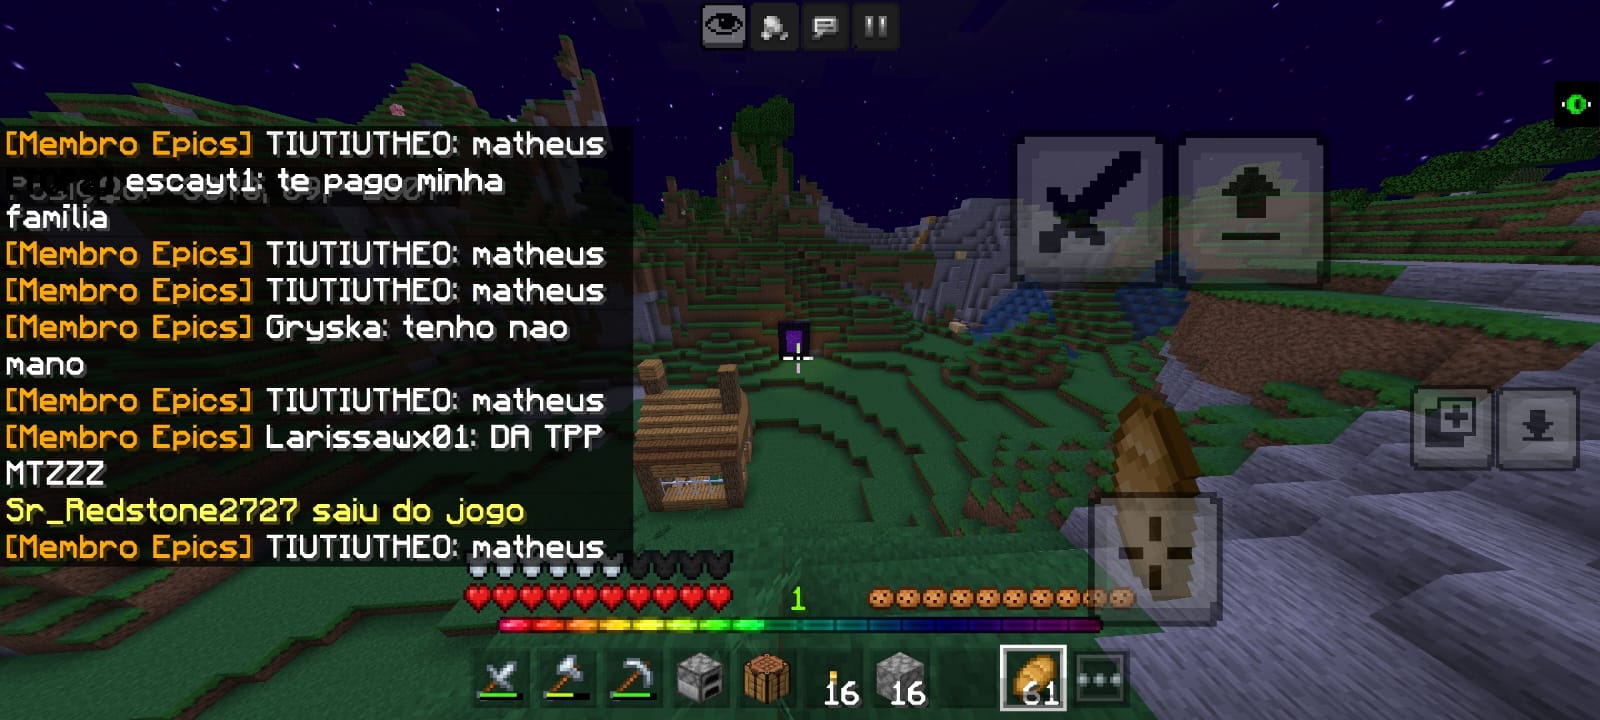 [Membro Epics] TIUTIUTHEO: matheus
escayt1: te pago minha
família
[Membro Epics] TIUTIUTHEO: matheus
[Membro Epics] TIUTIUTHEO: matheus
[Membro Epics] Gryska: tenho nao
mano
[Membro Epics] TIUTIUTHEO: matheus
[Membro Epics] Larissawx01: DA TPP
MTZZZ
Sr_Redstone2727 saiu do jogo
[Membro Epics] TIUTIUTHEO: matheus
1
16 16 61